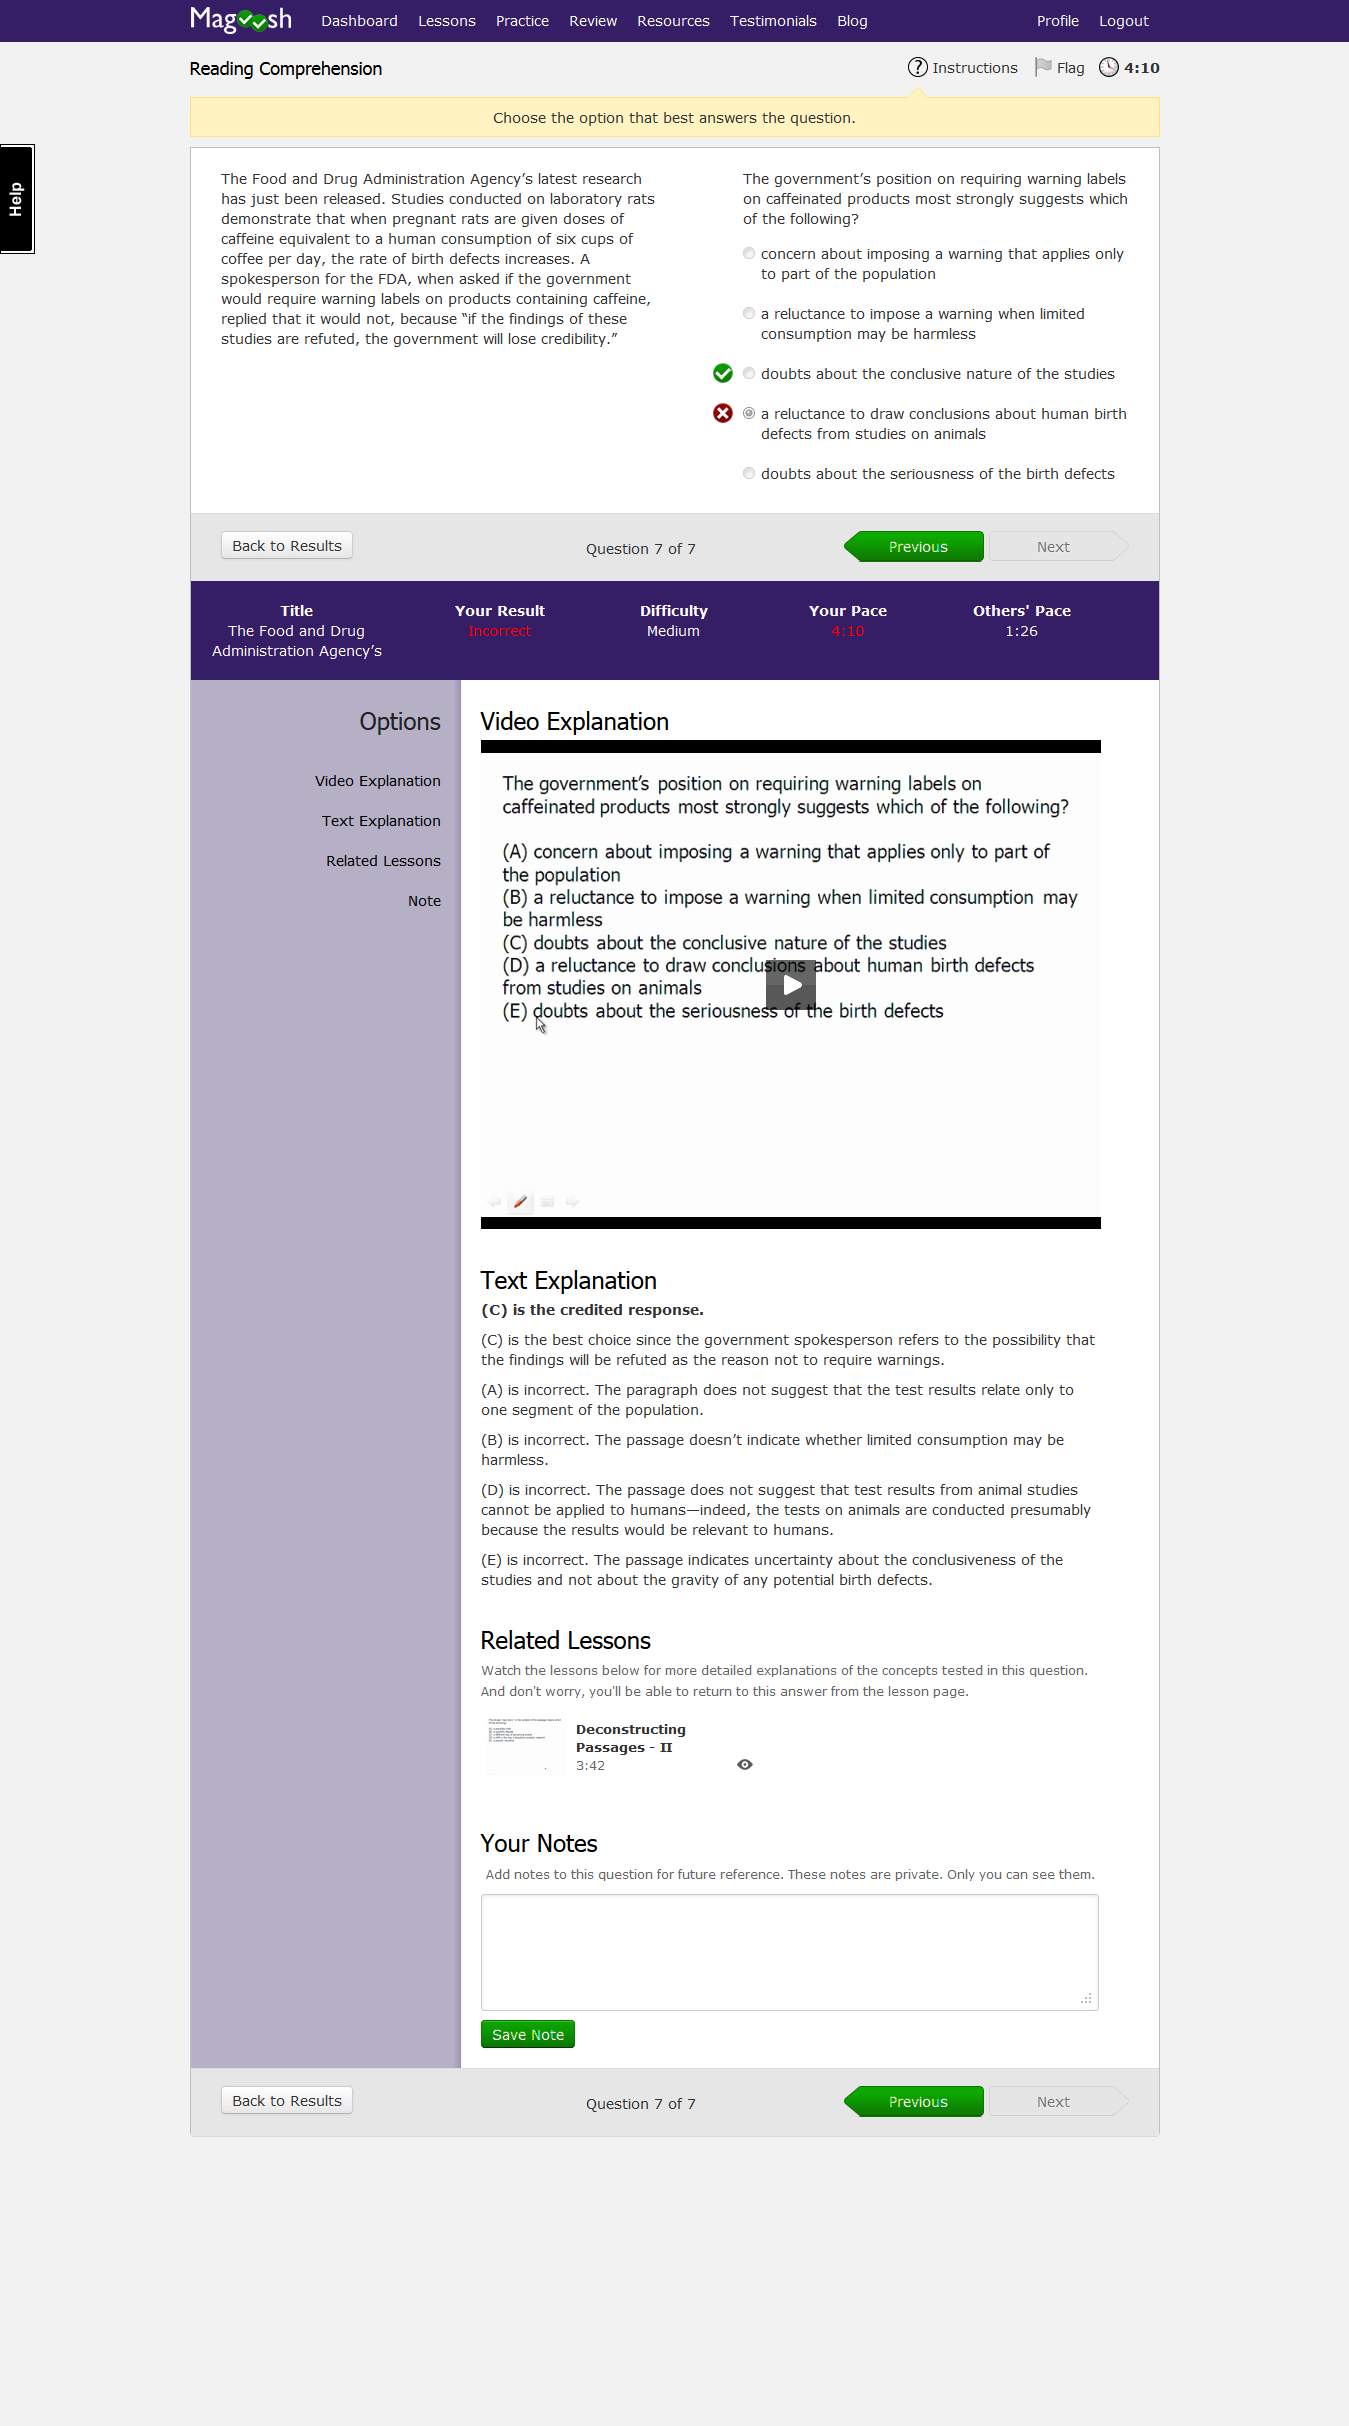 Magoosh
Dashboard Lessons Practice Review Resources Testimonials Blog Profile Logout
Reading Comprehension
Instructions Flag 4:10
Choose the option that best answers the question.
Help
The Food and Drug Administration Agency’s latest research
has just been released. Studies conducted on laboratory rats
demonstrate that when pregnant rats are given doses of
caffeine equivalent to a human consumption of six cups of
coffee per day, the rate of birth defects increases. A
spokesperson for the FDA, when asked if the government
would require warning labels on products containing caffeine,
replied that it would not, because “if the findings of these
studies are refuted, the government will lose credibility.”
The government’s position on requiring warning labels
on caffeinated products most strongly suggests which
of the following?
concern about imposing a warning that applies only
to part of the population
a reluctance to impose a warning when limited
consumption may be harmless
doubts about the conclusive nature of the studies
a reluctance to draw conclusions about human birth
defects from studies on animals
doubts about the seriousness of the birth defects
Back to Results Question 7 of 7 Previous Next
Title Your Result Difficulty Your Pace Others' Pace
The Food and Drug Incorrect Medium 4:10 1:26
Administration Agency’s
Options
Video Explanation
Text Explanation
Related Lessons
Note
Video Explanation
The government’s position on requiring warning labels on
caffeinated products most strongly suggests which of the following?
(A) concern about imposing a warning that applies only to part of
the population
(B) a reluctance to impose a warning when limited consumption may
be harmless
(C) doubts about the conclusive nature of the studies
(D) a reluctance to draw conclusions about human birth defects
from studies on animals
(E) doubts about the seriousness of the birth defects
Text Explanation
(C) is the credited response.
(C) is the best choice since the government spokesperson refers to the possibility that
the findings will be refuted as the reason not to require warnings.
(A) is incorrect. The paragraph does not suggest that the test results relate only to
one segment of the population.
(B) is incorrect. The passage doesn’t indicate whether limited consumption may be
harmless.
(D) is incorrect. The passage does not suggest that test results from animal studies
cannot be applied to humans—indeed, the tests on animals are conducted presumably
because the results would be relevant to humans.
(E) is incorrect. The passage indicates uncertainty about the conclusiveness of the
studies and not about the gravity of any potential birth defects.
Related Lessons
Watch the lessons below for more detailed explanations of the concepts tested in this question.
And don't worry, you'll be able to return to this answer from the lesson page.
Deconstructing
Passages - II
3:42
Your Notes
Add notes to this question for future reference. These notes are private. Only you can see them.
Save Note
Back to Results Question 7 of 7 Previous Next